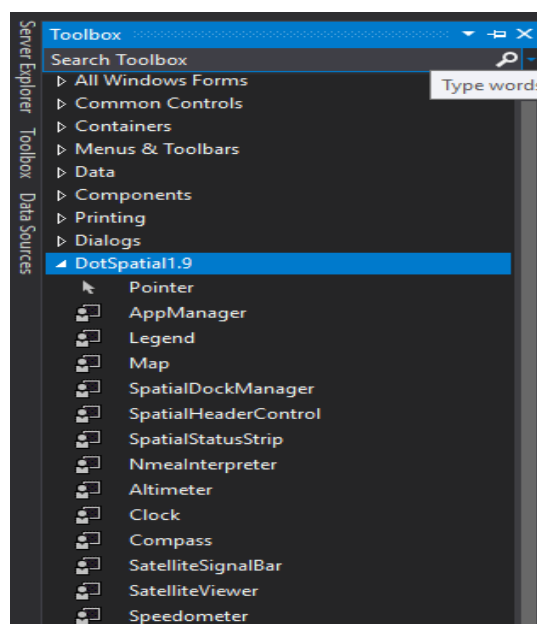 Server Explorer
Toolbox
Data Sources
Toolbox
Search Toolbox
Type words
All Windows Forms
Common Controls
Containers
Menus & Toolbars
Data
Components
Printing
Dialogs
DotSpatial1.9
Pointer
AppManager
Legend
Map
SpatialDockManager
SpatialHeaderControl
SpatialStatusStrip
NmeaInterpreter
Altimeter
Clock
Compass
SatelliteSignalBar
SatelliteViewer
Speedometer